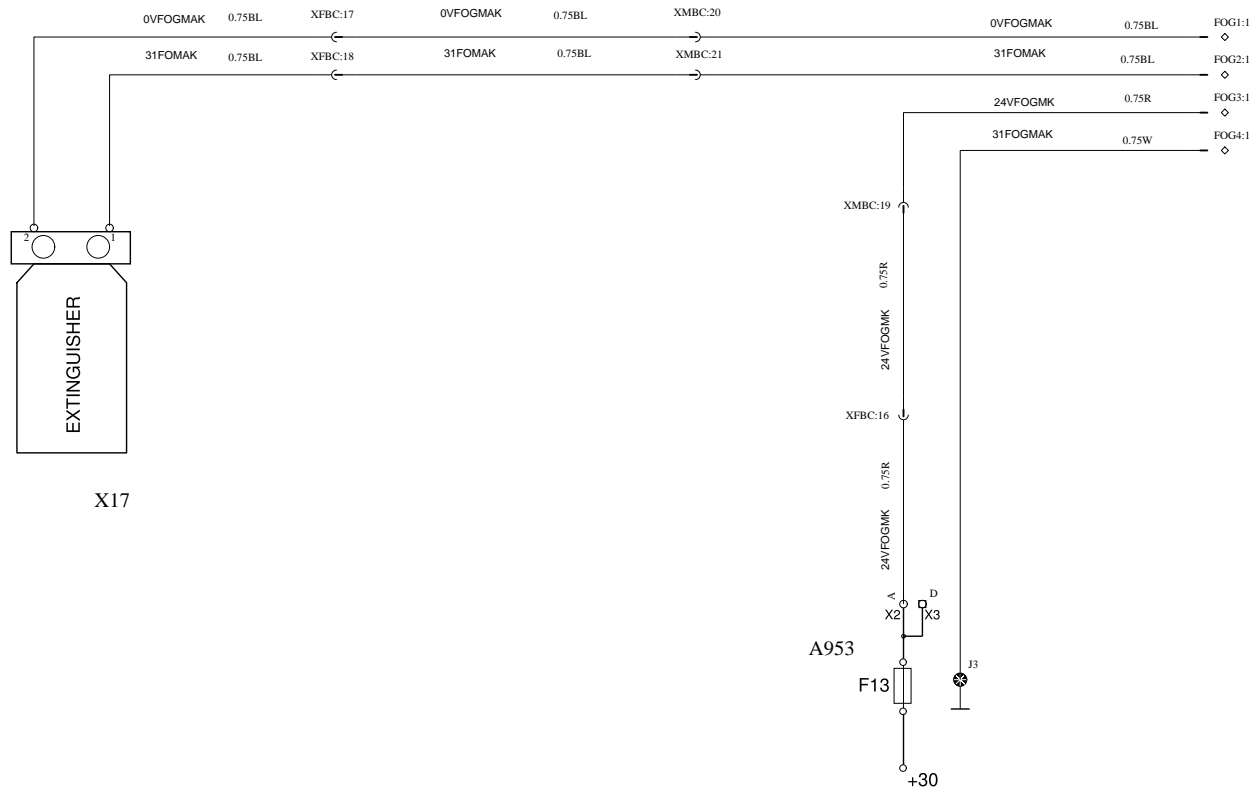 0VFOGMAK 0.75BL XFBC:17 0VFOGMAK 0.75BL XMBC:20 0VFOGMAK 0.75BL FOG1:1
31FOMAK 0.75BL XFBC:18 31FOMAK 0.75BL XMBC:21 31FOMAK 0.75BL FOG2:1
24VFOGMK 0.75R FOG3:1
31FOGMAK 0.75W FOG4:1
XMBC:19
2 1
EXTINGUISHER
0.75R
24VFOGMK
XFBC:16
X17
0.75R
24VFOGMK
A D
X2 X3
A953
J3
F13
+30